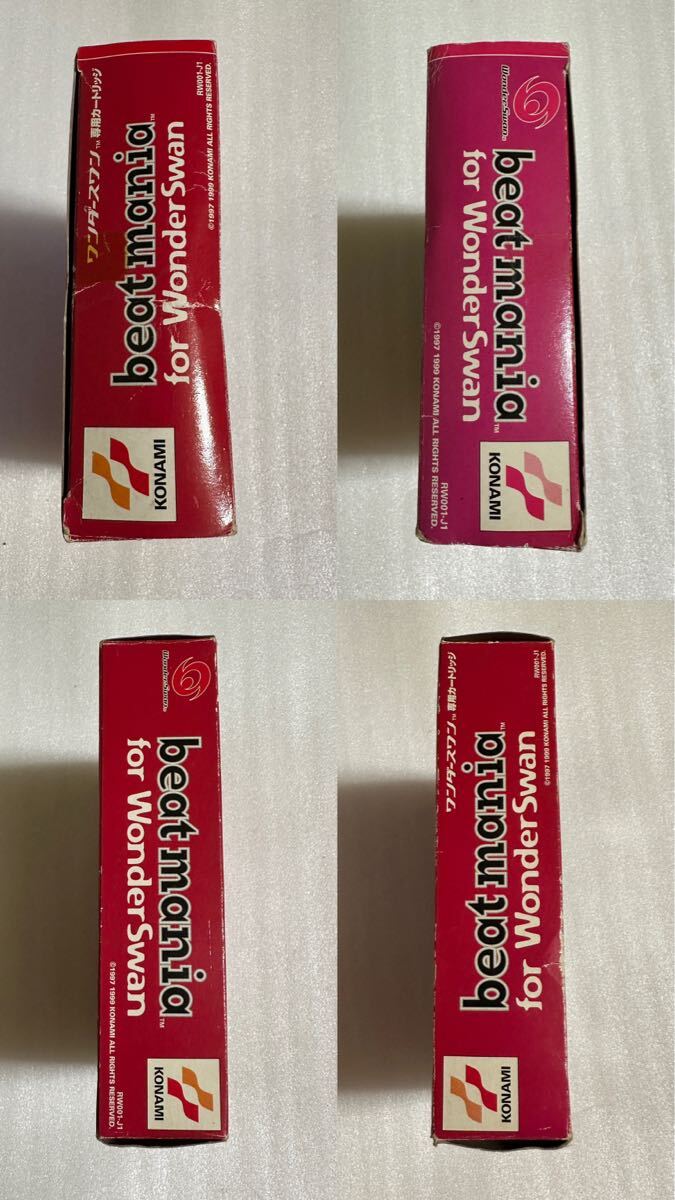 ワンダースワン™専用カートリッジ
beatmania™
for WonderSwan
©1997 1999 KONAMI ALL RIGHTS RESERVED.
RW001-J1
KONAMI
WonderSwan™
beatmania™
for WonderSwan
©1997 1999 KONAMI ALL RIGHTS RESERVED.
RW001-J1
KONAMI
WonderSwan™
beatmania™
for WonderSwan
©1997 1999 KONAMI ALL RIGHTS RESERVED.
RW001-J1
KONAMI
ワンダースワン™専用カートリッジ
beatmania™
for WonderSwan
©1997 1999 KONAMI ALL RIGHTS RESERVED.
RW001-J1
KONAMI